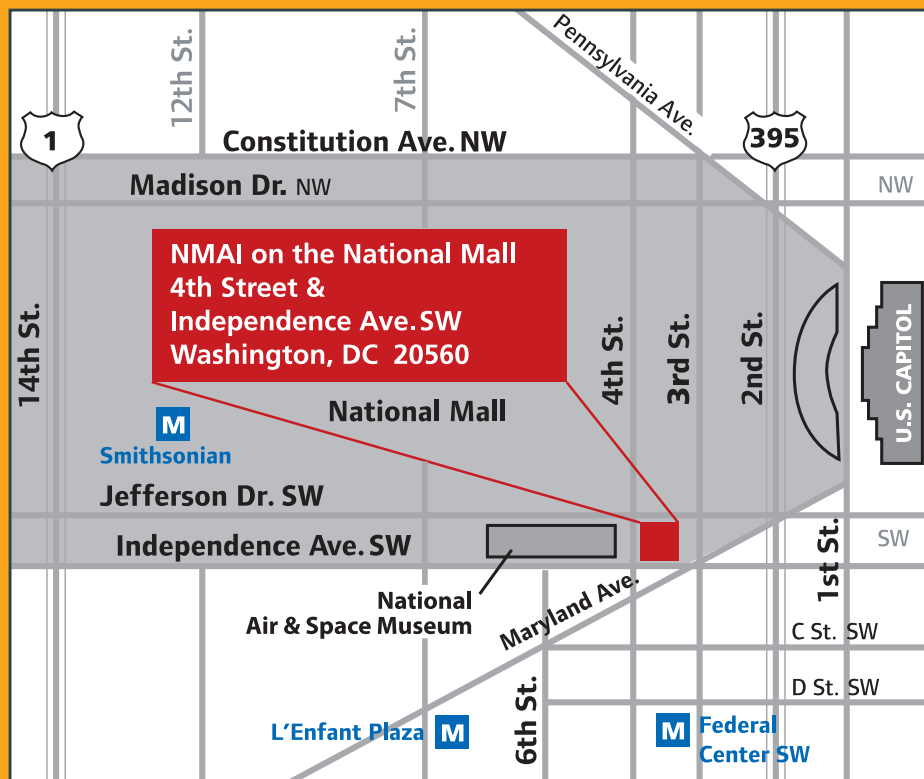 12th St.
7th St.
Pennsylvania Ave.
1
395
Constitution Ave. NW
Madison Dr. NW
NW
NMAI on the National Mall
4th Street &
Independence Ave. SW
Washington, DC 20560
14th St.
4th St.
3rd St.
2nd St.
U.S. CAPITOL
National Mall
M
Smithsonian
Jefferson Dr. SW
Independence Ave. SW
SW
1st St.
National
Air & Space Museum
Maryland Ave.
C St. SW
D St. SW
6th St.
L'Enfant Plaza M
M Federal
Center SW